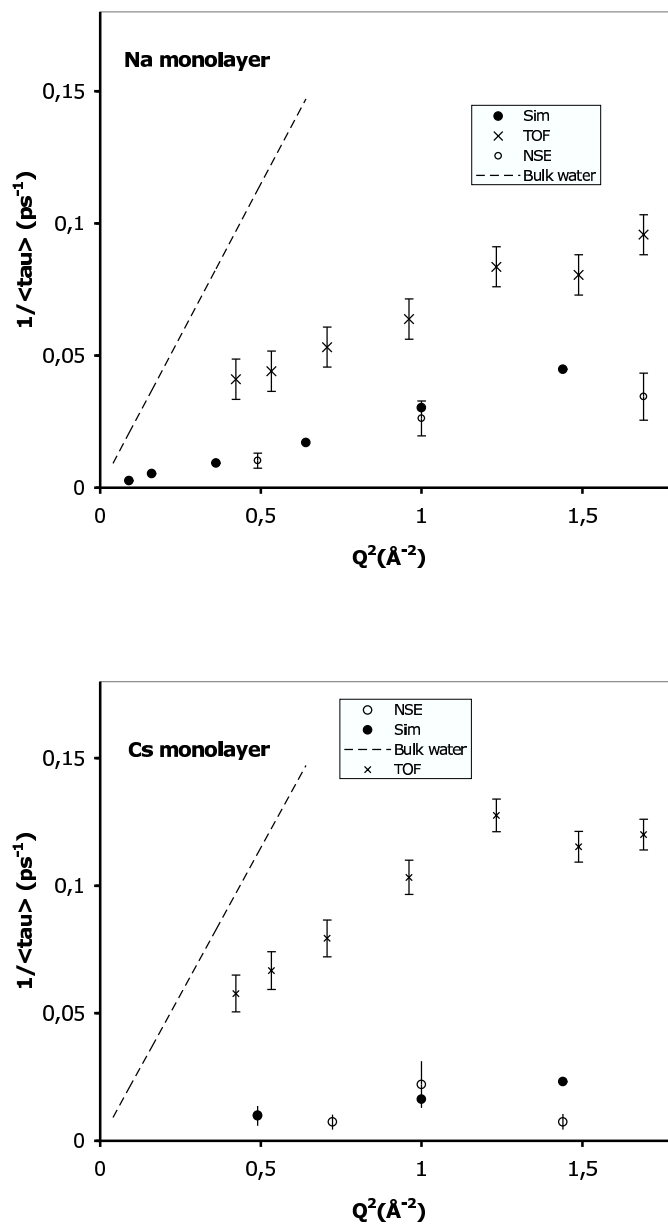 Na monolayer
0,15
0,1
0,05
0
1/<tau> (ps⁻¹)
Sim
TOF
NSE
Bulk water
0 0,5 1 1,5
Q²(Å⁻²)
Cs monolayer
0,15
0,1
0,05
0
1/<tau> (ps⁻¹)
NSE
Sim
Bulk water
TOF
0 0,5 1 1,5
Q²(Å⁻²)